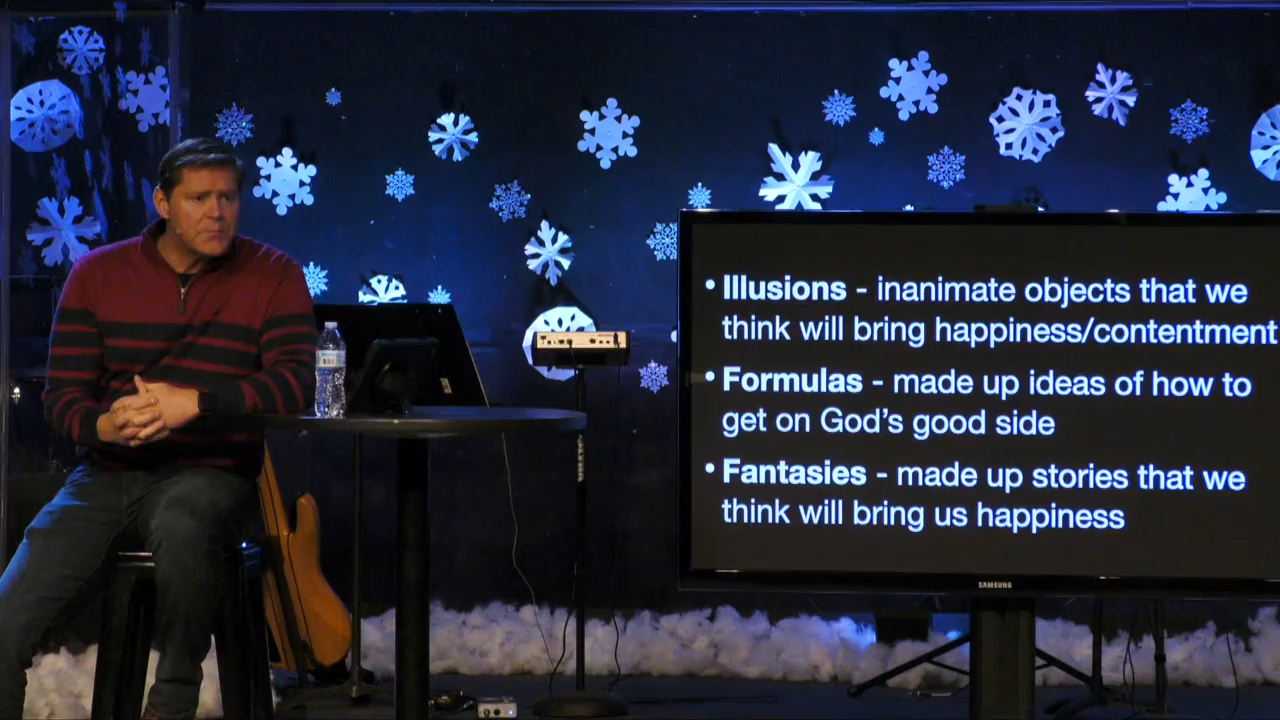 • Illusions - inanimate objects that we
think will bring happiness/contentment
• Formulas - made up ideas of how to
get on God's good side
• Fantasies - made up stories that we
think will bring us happiness
SAMSUNG